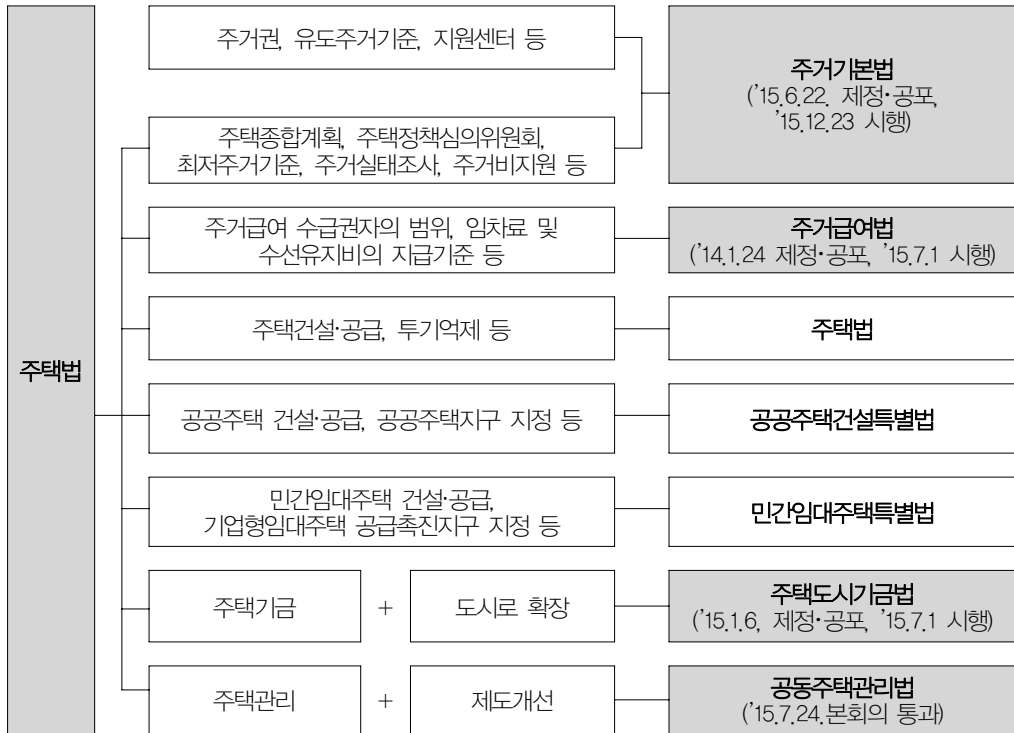 주택법
주거권, 유도주거기준, 지원센터 등
주거기본법
('15.6.22. 제정·공포,
'15.12.23 시행)
주택종합계획, 주택정책심의위원회,
최저주거기준, 주거실태조사, 주거비지원 등
주거급여 수급권자의 범위, 임차료 및
수선유지비의 지급기준 등
주거급여법
('14.1.24 제정·공포, '15.7.1 시행)
주택건설·공급, 투기억제 등
주택법
공공주택 건설·공급, 공공주택지구 지정 등
공공주택건설특별법
민간임대주택 건설·공급,
기업형임대주택 공급촉진지구 지정 등
민간임대주택특별법
주택기금 + 도시로 확장
주택도시기금법
('15.1.6, 제정·공포, '15.7.1 시행)
주택관리 + 제도개선
공동주택관리법
('15.7.24.본회의 통과)